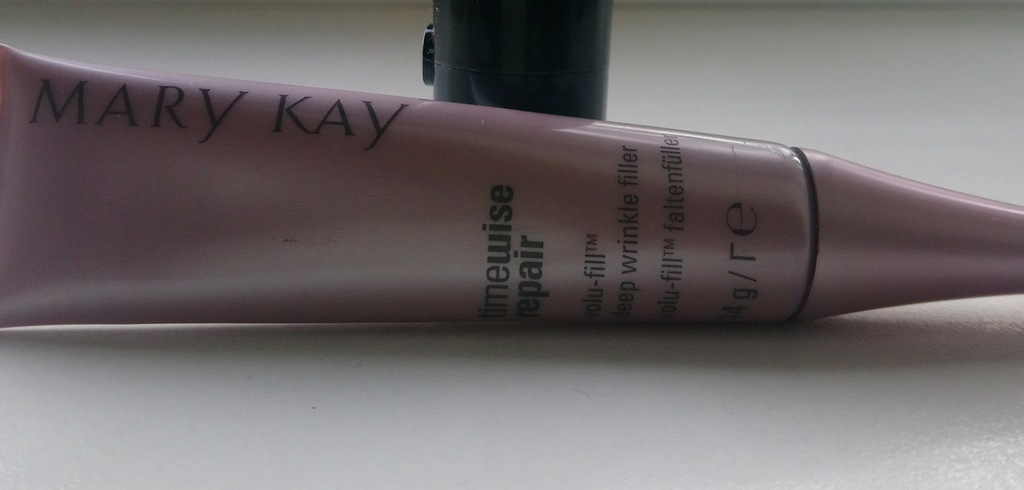 MARY KAY
timewise
repair
volu-fill™
deep wrinkle filler
volu-fill™ faltenfüller
14 g / г ℮